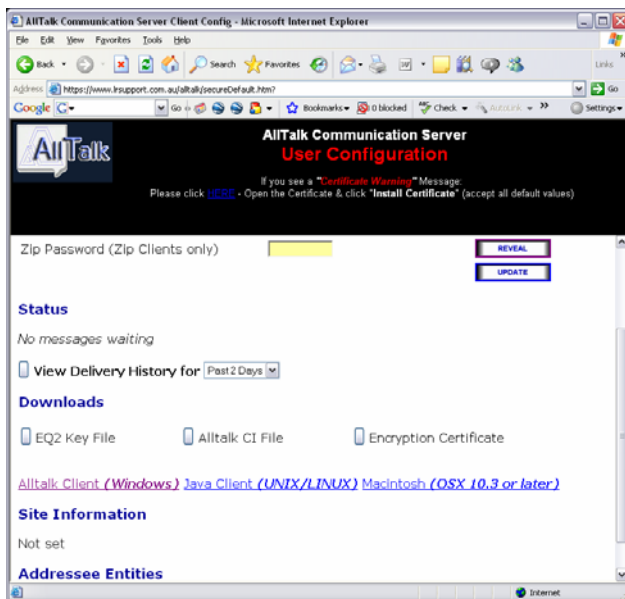 AllTalk Communication Server Client Config - Microsoft Internet Explorer
File Edit View Favorites Tools Help
Back Search Favorites Links
Address https://www.lrsupport.com.au/alltalk/secureDefault.htm? Go
Google G Go Bookmarks 0 blocked Check AutoLink Settings
AllTalk
AllTalk Communication Server
User Configuration
If you see a "Certificate Warning" Message:
Please click HERE - Open the Certificate & click "Install Certificate" (accept all default values)
Zip Password (Zip Clients only) REVEAL
UPDATE
Status
No messages waiting
View Delivery History for Past 2 Days
Downloads
EQ2 Key File Alltalk CI File Encryption Certificate
Alltalk Client (Windows) Java Client (UNIX/LINUX) Macintosh (OSX 10.3 or later)
Site Information
Not set
Addressee Entities
Internet